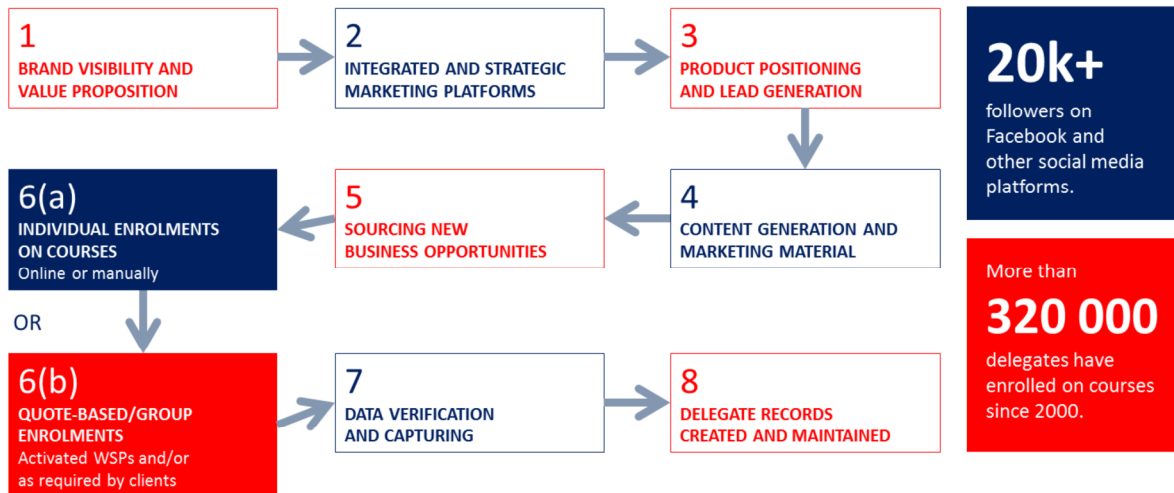 1
BRAND VISIBILITY AND
VALUE PROPOSITION
2
INTEGRATED AND STRATEGIC
MARKETING PLATFORMS
3
PRODUCT POSITIONING
AND LEAD GENERATION
4
CONTENT GENERATION AND
MARKETING MATERIAL
5
SOURCING NEW
BUSINESS OPPORTUNITIES
6(a)
INDIVIDUAL ENROLMENTS
ON COURSES
Online or manually
OR
6(b)
QUOTE-BASED/GROUP
ENROLMENTS
Activated WSPs and/or
as required by clients
7
DATA VERIFICATION
AND CAPTURING
8
DELEGATE RECORDS
CREATED AND MAINTAINED
20k+
followers on
Facebook and
other social media
platforms.
More than
320 000
delegates have
enrolled on courses
since 2000.